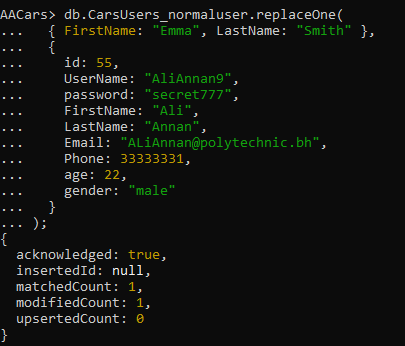 AACars> db.CarsUsers_normaluser.replaceOne(
...   { FirstName: "Emma", LastName: "Smith" },
...   {
...     id: 55,
...     UserName: "AliAnnan9",
...     password: "secret777",
...     FirstName: "Ali",
...     LastName: "Annan",
...     Email: "ALiAnnan@polytechnic.bh",
...     Phone: 33333331,
...     age: 22,
...     gender: "male"
...   }
... );
{
  acknowledged: true,
  insertedId: null,
  matchedCount: 1,
  modifiedCount: 1,
  upsertedCount: 0
}